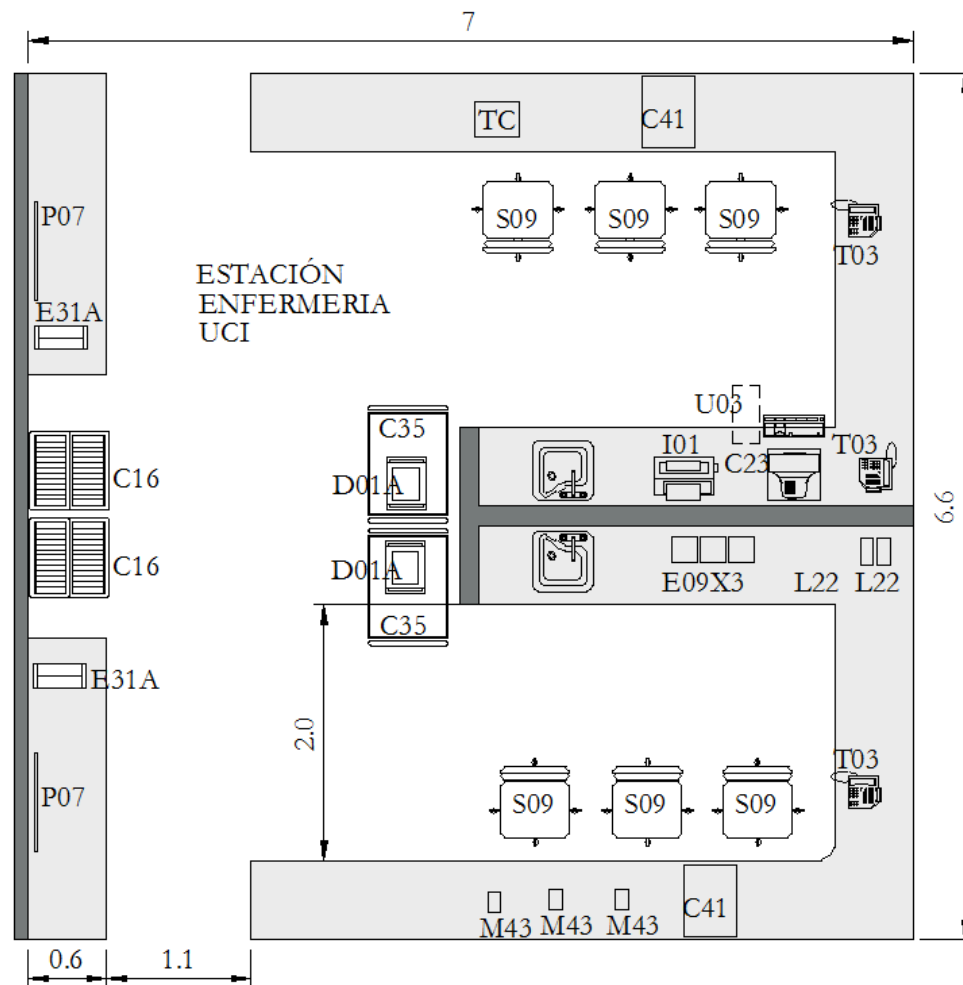 7
TC
C41
P07
S09
S09
S09
T03
ESTACIÓN
ENFERMERIA
UCI
E31A
U03
C35
I01
C23
T03
C16
D01A
6.6
C16
D01A
E09X3
L22
L22
C35
E31A
2.0
T03
P07
S09
S09
S09
M43
M43
M43
C41
0.6
1.1